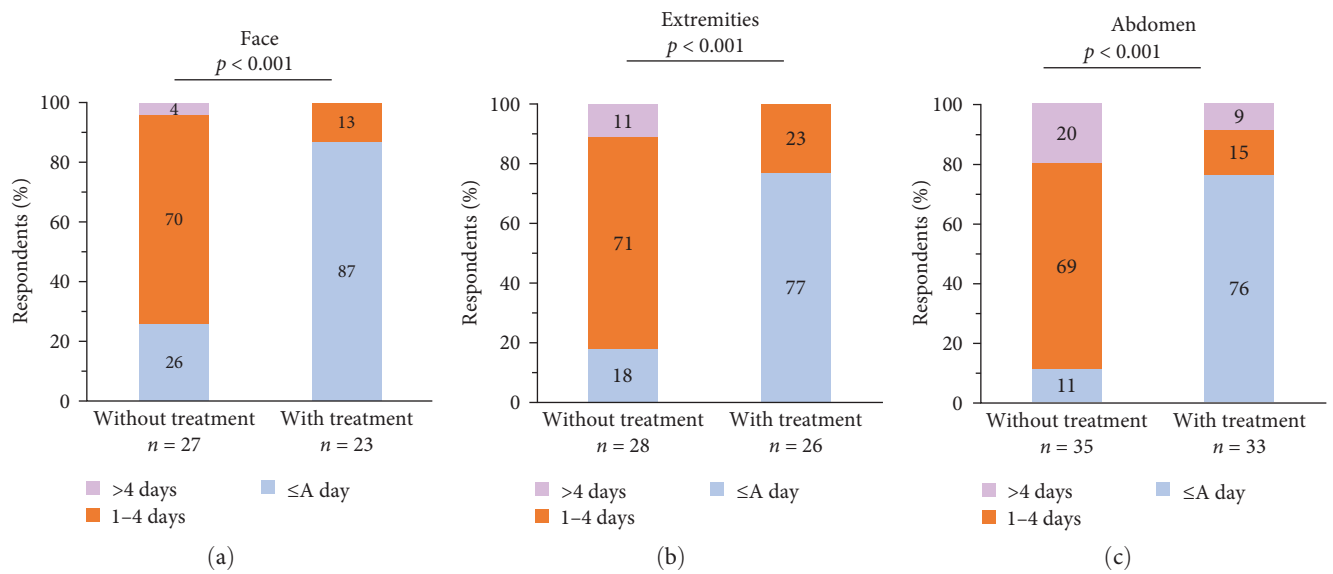 Face
p < 0.001
Respondents (%)
100
80
60
40
20
0
4
70
26
13
87
Without treatment
n = 27
With treatment
n = 23
>4 days
≤A day
1–4 days
(a)
Extremities
p < 0.001
Respondents (%)
100
80
60
40
20
0
11
71
18
23
77
Without treatment
n = 28
With treatment
n = 26
>4 days
≤A day
1–4 days
(b)
Abdomen
p < 0.001
Respondents (%)
100
80
60
40
20
0
20
69
11
9
15
76
Without treatment
n = 35
With treatment
n = 33
>4 days
≤A day
1–4 days
(c)